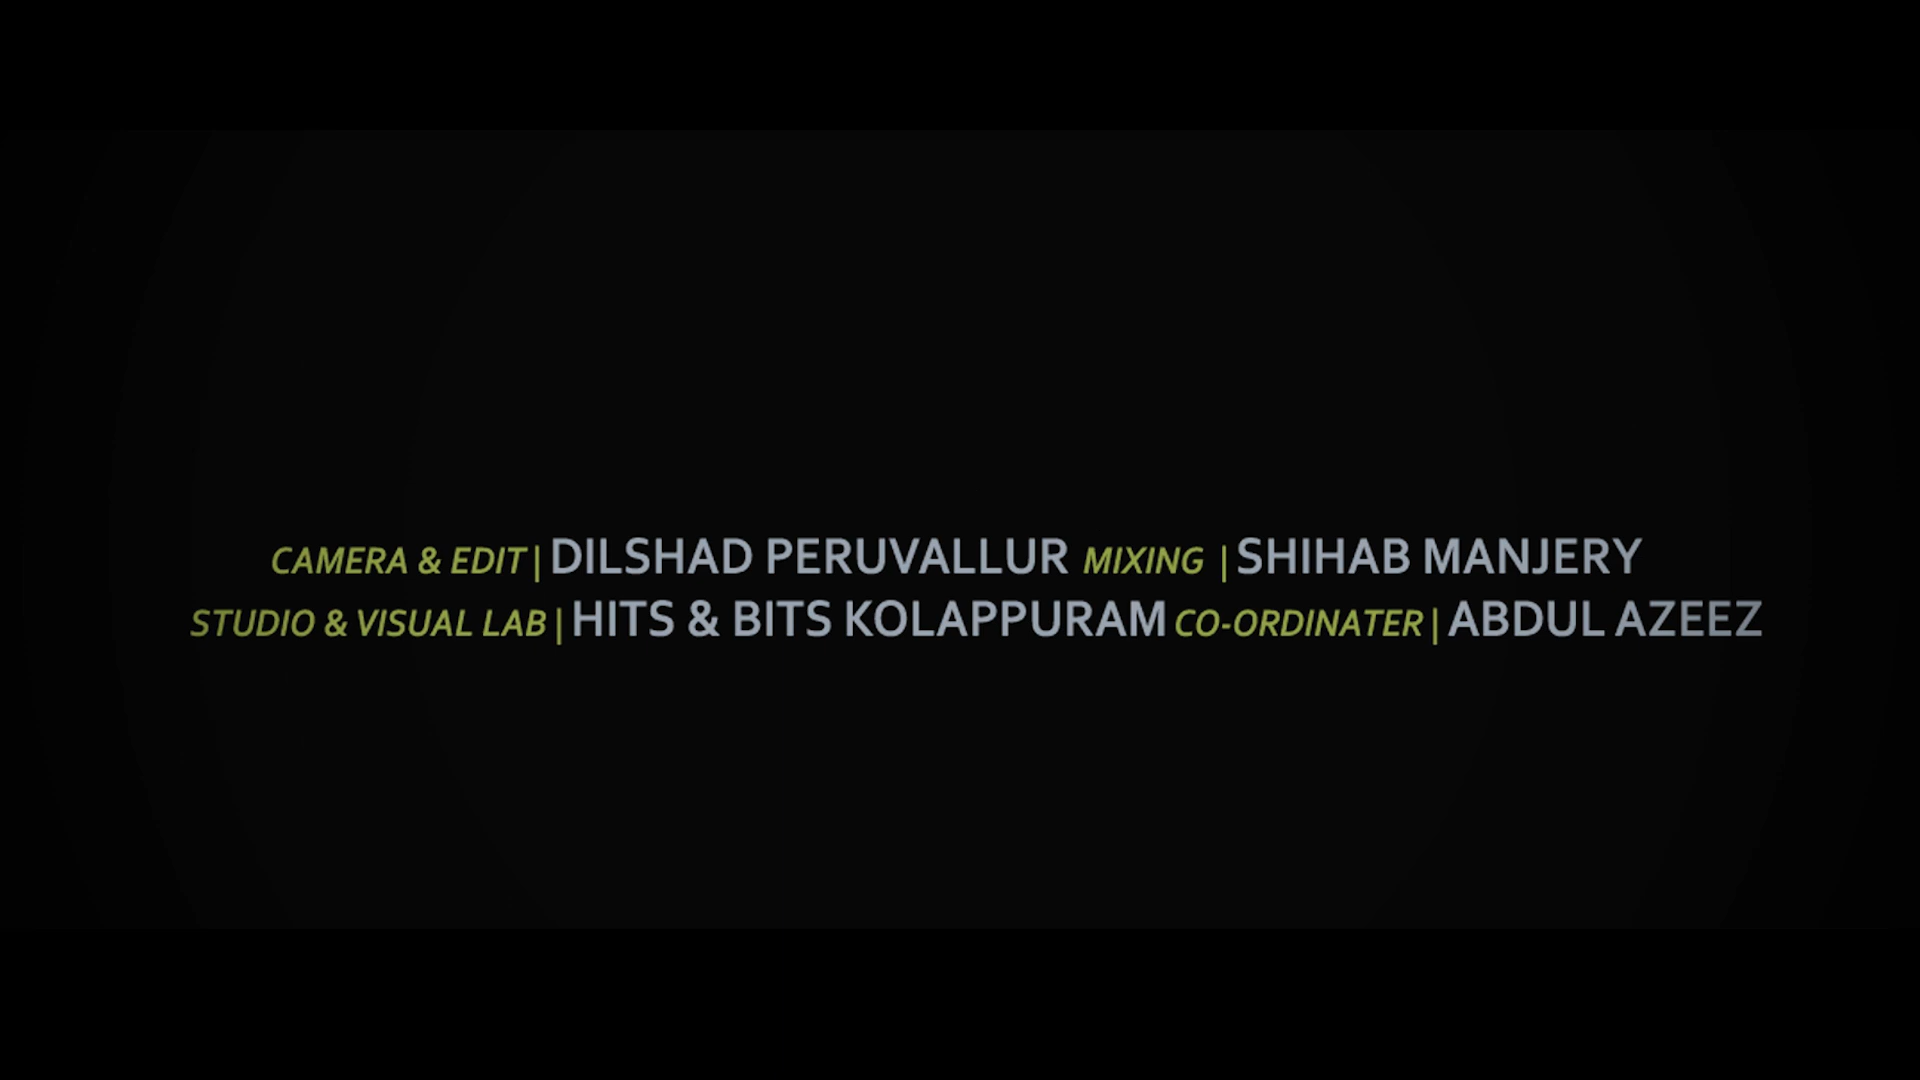 CAMERA & EDIT | DILSHAD PERUVALLUR MIXING | SHIHAB MANJERY
STUDIO & VISUAL LAB | HITS & BITS KOLAPPURAM CO-ORDINATER | ABDUL AZEEZ